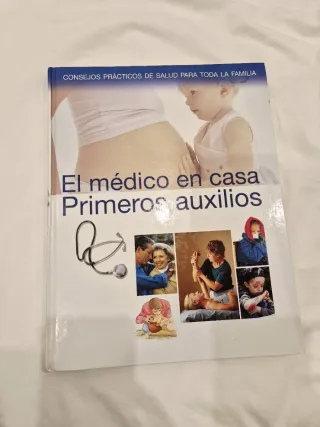 CONSEJOS PRÁCTICOS DE SALUD PARA TODA LA FAMILIA
El médico en casa
Primeros auxilios